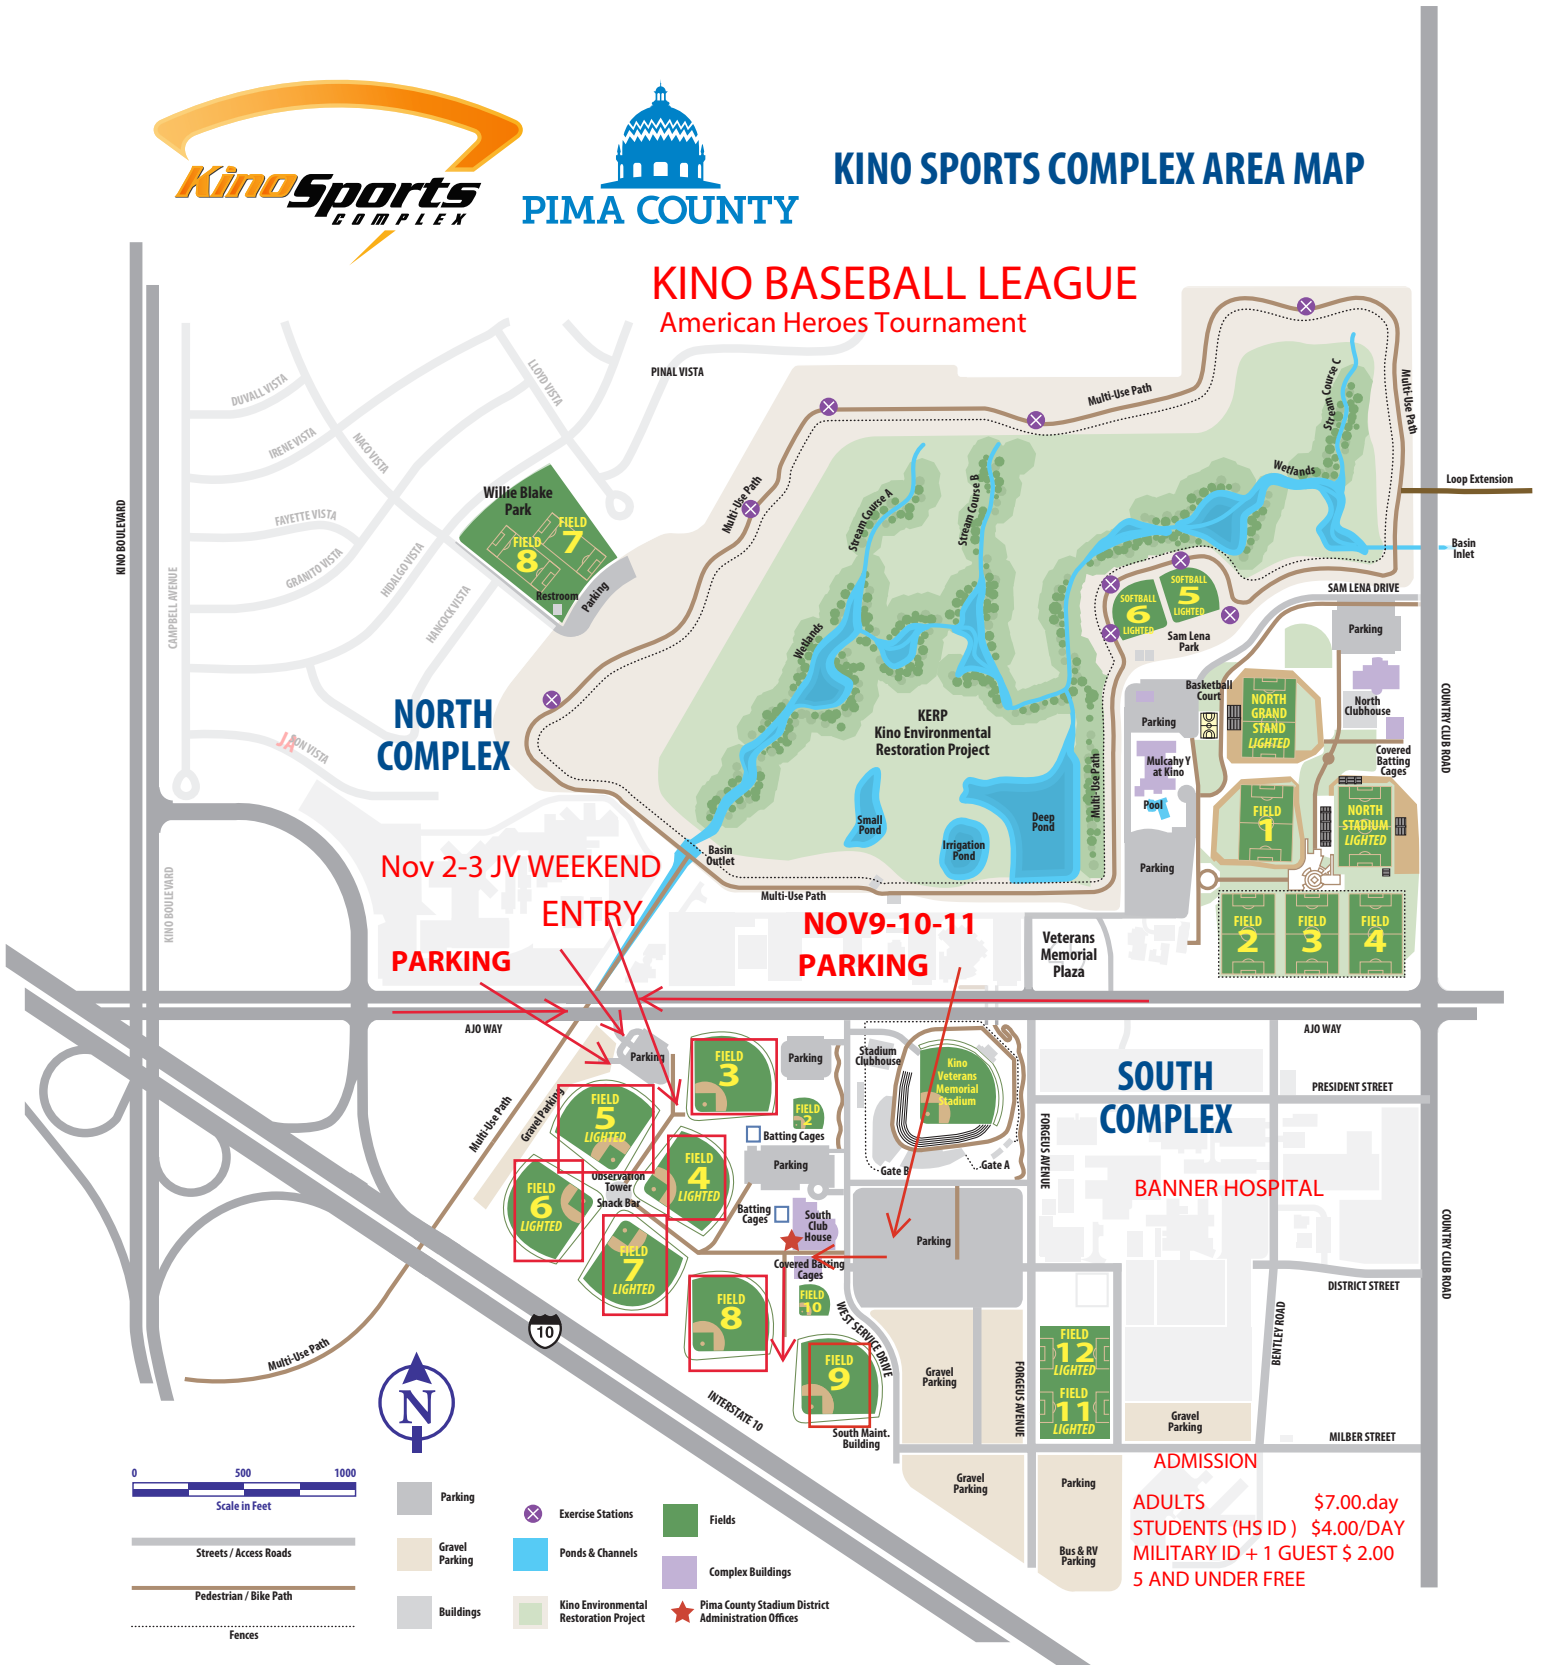 Kino Sports
COMPLEX
PIMA COUNTY
KINO SPORTS COMPLEX AREA MAP
KINO BASEBALL LEAGUE
American Heroes Tournament
PINAL VISTA
LLOYD VISTA
DUVALL VISTA
IRENE VISTA
NACO VISTA
FAYETTE VISTA
GRANITO VISTA
HIDALGO VISTA
HANCOCK VISTA
KINO BOULEVARD
CAMPBELL AVENUE
Willie Blake
Park
FIELD
7
FIELD
8
Restroom
Parking
Multi-Use Path
Multi-Use Path
Multi-Use Path
Stream Course A
Stream Course B
Stream Course C
Wetlands
Wetlands
Loop Extension
Basin
Inlet
SAM LENA DRIVE
SOFTBALL
5
LIGHTED
SOFTBALL
6
LIGHTED
Sam Lena
Park
Parking
NORTH
COMPLEX
JA
ON VISTA
KERP
Kino Environmental
Restoration Project
Basketball
Court
Parking
NORTH
GRAND
STAND
LIGHTED
North
Clubhouse
COUNTRY CLUB ROAD
Covered
Batting
Cages
Mulcahy Y
at Kino
Pool
Multi-Use Path
Small
Pond
Irrigation
Pond
Deep
Pond
FIELD
1
NORTH
STADIUM
LIGHTED
Parking
Basin
Outlet
Multi-Use Path
Nov 2-3 JV WEEKEND
ENTRY
PARKING
NOV9-10-11
PARKING
KINO BOULEVARD
Veterans
Memorial
Plaza
FIELD
2
FIELD
3
FIELD
4
AJO WAY
AJO WAY
Parking
FIELD
3
Parking
Stadium
Clubhouse
Kino
Veterans
Memorial
Stadium
SOUTH
COMPLEX
PRESIDENT STREET
Multi-Use Path
Gravel Parking
FIELD
5
LIGHTED
FIELD
2
Batting Cages
Parking
Gate B
Gate A
FORGEUS AVENUE
FIELD
4
LIGHTED
Observation
Tower
Snack Bar
FIELD
6
LIGHTED
BANNER HOSPITAL
Batting
Cages
South
Club
House
Parking
COUNTRY CLUB ROAD
FIELD
7
LIGHTED
Covered Batting
Cages
DISTRICT STREET
FIELD
8
FIELD
10
WEST SERVICE DRIVE
10
Multi-Use Path
N
INTERSTATE 10
FIELD
9
South Maint.
Building
Gravel
Parking
FORGEUS AVENUE
FIELD
12
LIGHTED
FIELD
11
LIGHTED
BENTLEY ROAD
Gravel
Parking
MILBER STREET
ADMISSION
Gravel
Parking
Parking
Bus & RV
Parking
ADULTS $7.00.day
STUDENTS (HS ID ) $4.00/DAY
MILITARY ID + 1 GUEST $ 2.00
5 AND UNDER FREE
0 500 1000
Scale in Feet
Streets / Access Roads
Pedestrian / Bike Path
Fences
Parking
Gravel
Parking
Buildings
Exercise Stations
Ponds & Channels
Kino Environmental
Restoration Project
Fields
Complex Buildings
Pima County Stadium District
Administration Offices